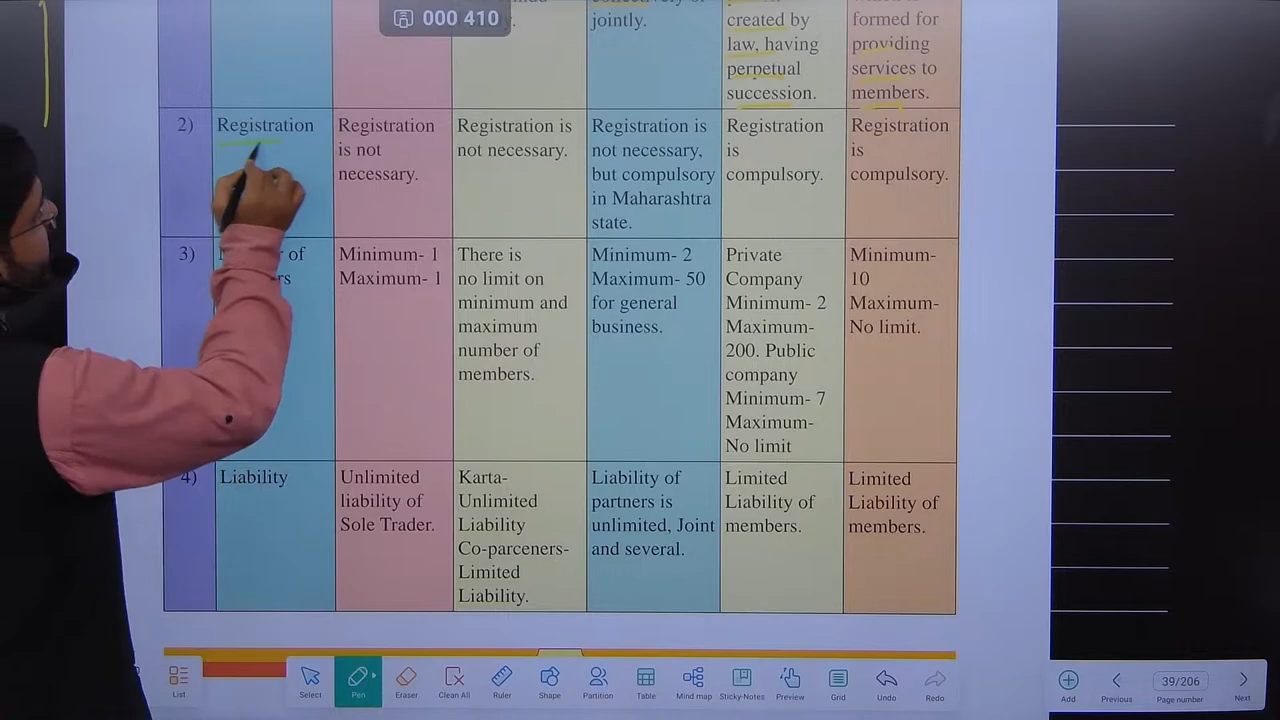 000 410
jointly.
created by
law, having
perpetual
succession.
formed for
providing
services to
members.
2)
Registration
Registration
is not
necessary.
Registration is
not necessary.
Registration is
not necessary,
but compulsory
in Maharashtra
state.
Registration
is
compulsory.
Registration
is
compulsory.
3)
of
Minimum- 1
Maximum- 1
There is
no limit on
minimum and
maximum
number of
members.
Minimum- 2
Maximum- 50
for general
business.
Private
Company
Minimum- 2
Maximum-
200. Public
company
Minimum- 7
Maximum-
No limit
Minimum-
10
Maximum-
No limit.
4)
Liability
Unlimited
liability of
Sole Trader.
Karta-
Unlimited
Liability
Co-parceners-
Limited
Liability.
Liability of
partners is
unlimited, Joint
and several.
Limited
Liability of
members.
Limited
Liability of
members.
List
Select
Pen
Eraser
Clean All
Ruler
Shape
Partition
Table
Mind map
Sticky-Notes
Preview
Grid
Undo
Redo
Add
Previous
39/206
Page number
Next